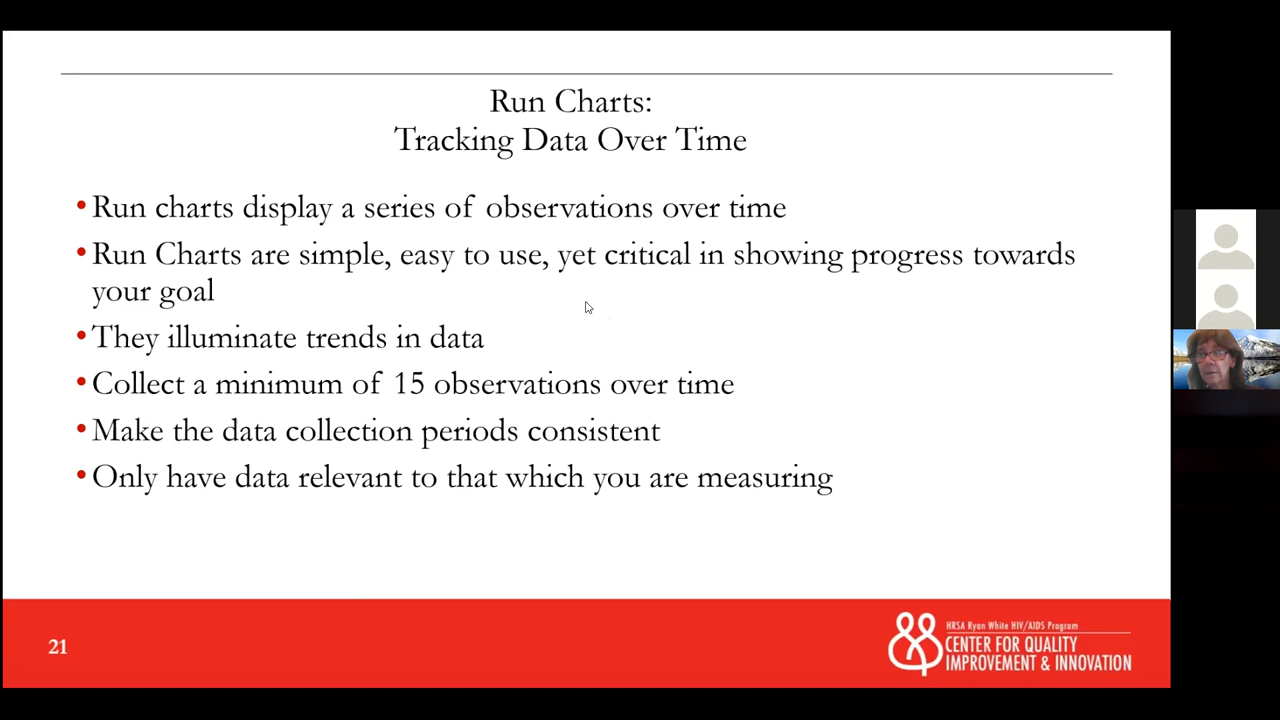 Run Charts:
Tracking Data Over Time
•Run charts display a series of observations over time
•Run Charts are simple, easy to use, yet critical in showing progress towards
your goal
•They illuminate trends in data
•Collect a minimum of 15 observations over time
•Make the data collection periods consistent
•Only have data relevant to that which you are measuring
21
HRSA Ryan White HIV/AIDS Program
CENTER FOR QUALITY
IMPROVEMENT & INNOVATION